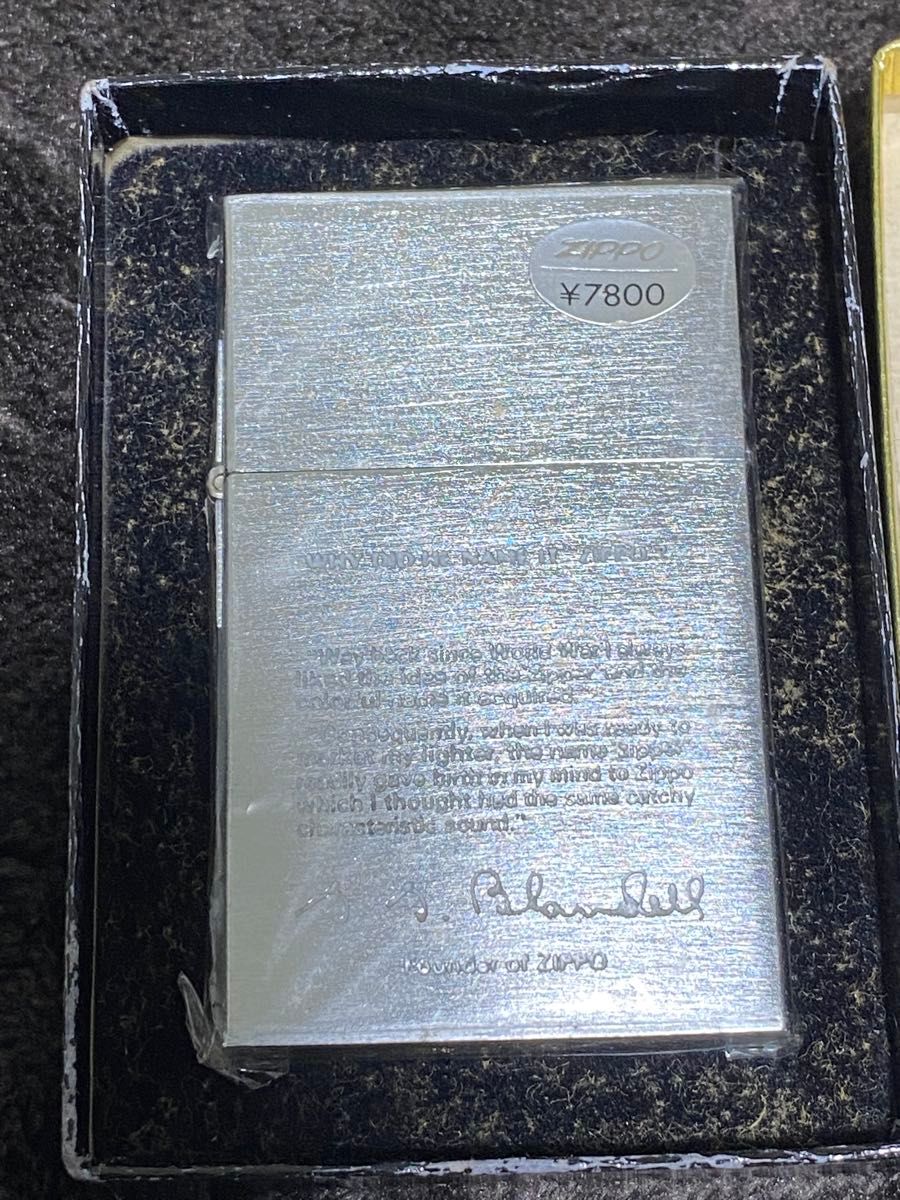 ZIPPO
¥7800
WHY DID HE NAME IT "ZIPPO"?
"Way back since World War I always
liked the idea of the zipper and the
colorful name it acquired.
Consequently, when I was ready to
market my lighter, the name zipper
readily gave birth in my mind to Zippo
which I thought had the same catchy
characteristic sound."
G. G. Blaisdell
Founder of ZIPPO